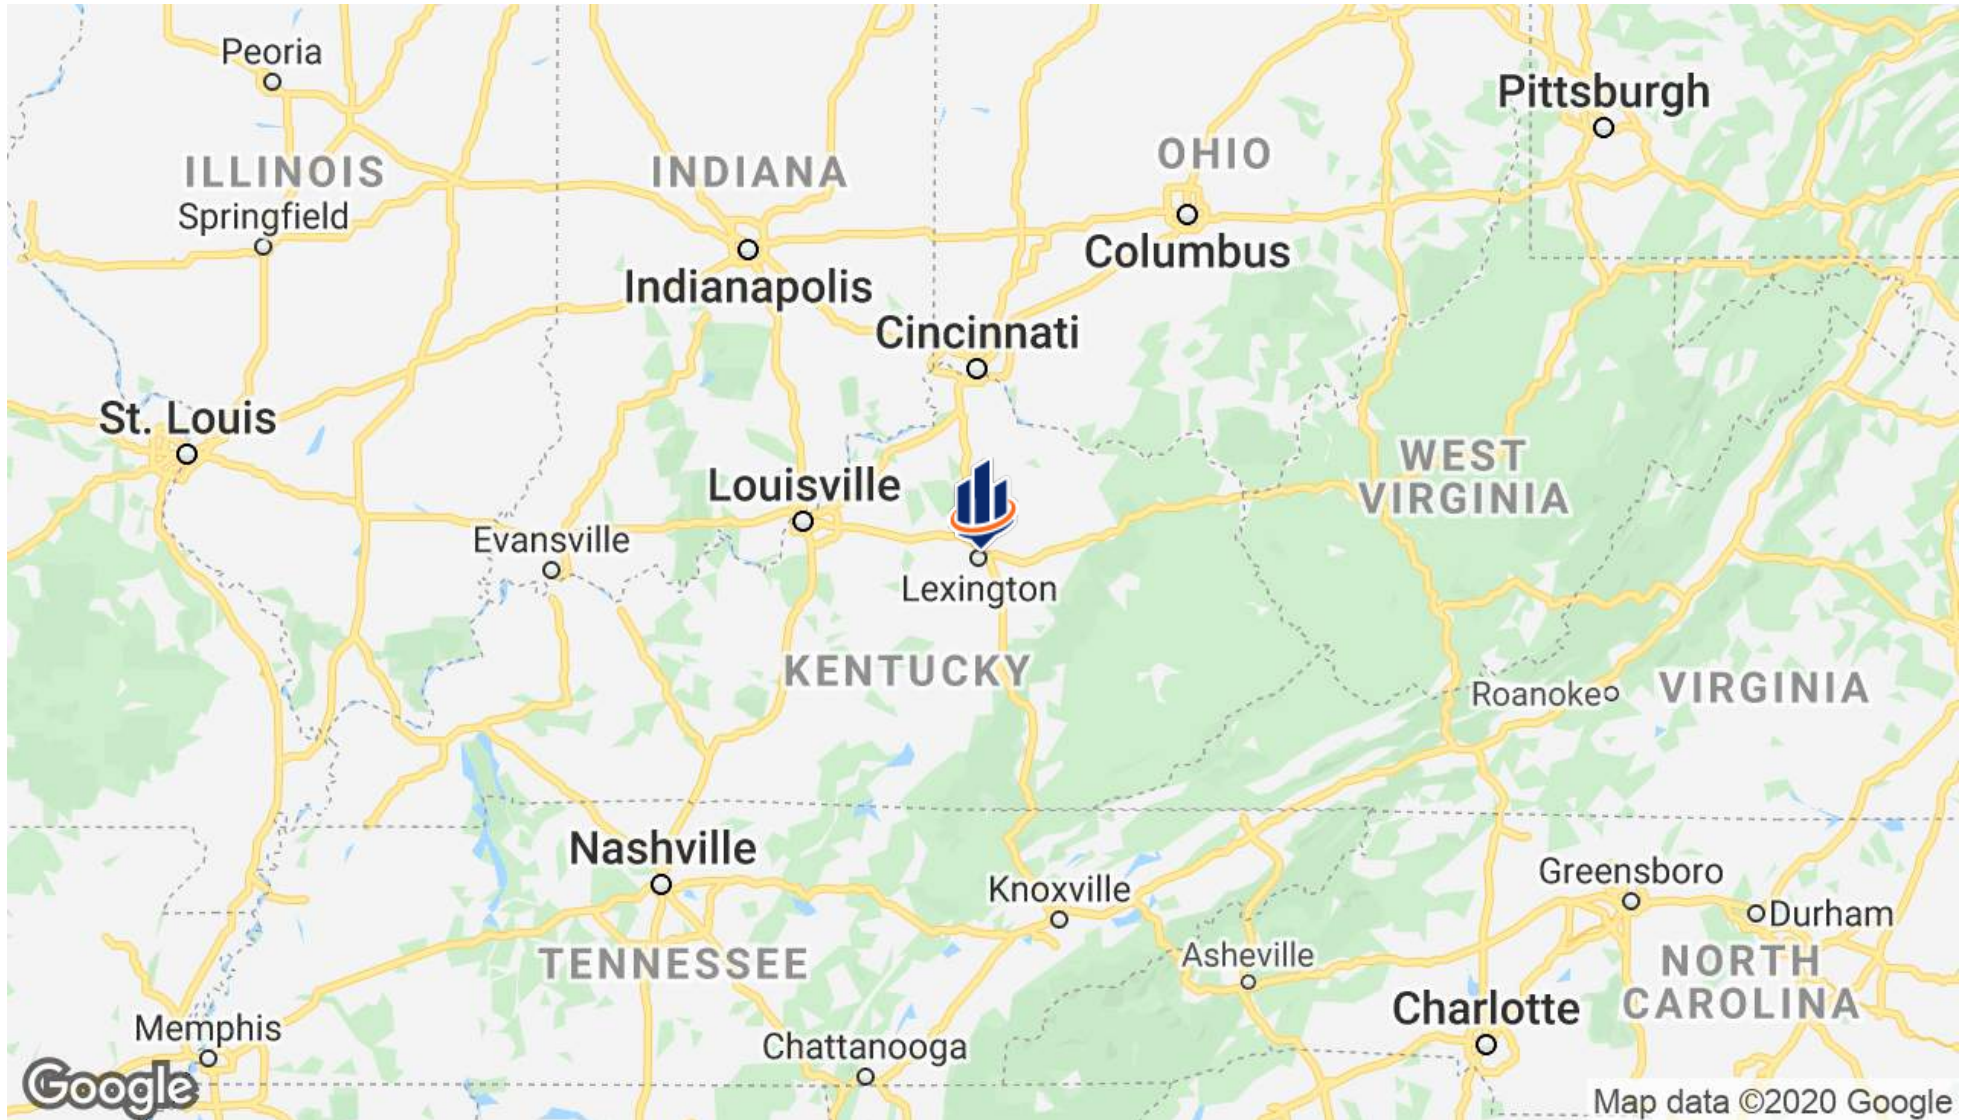 Peoria
Pittsburgh
OHIO
ILLINOIS
INDIANA
Springfield
Columbus
Indianapolis
Cincinnati
St. Louis
WEST
VIRGINIA
Louisville
Evansville
Lexington
KENTUCKY
Roanoke
VIRGINIA
Nashville
Greensboro
Knoxville
Durham
Asheville
TENNESSEE
NORTH
CAROLINA
Charlotte
Memphis
Chattanooga
Google
Map data ©2020 Google